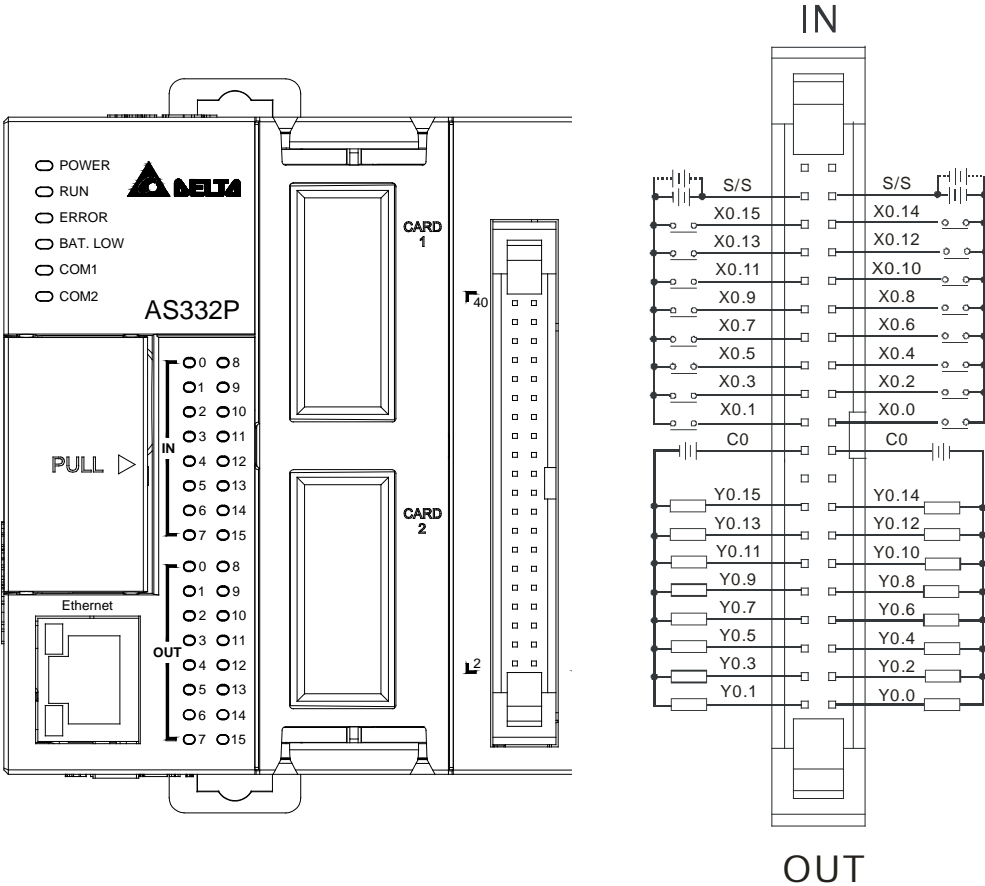 POWER
RUN
ERROR
BAT. LOW
COM1
COM2
DELTA
AS332P
PULL
Ethernet
IN
0 8
1 9
2 10
3 11
4 12
5 13
6 14
7 15
OUT
0 8
1 9
2 10
3 11
4 12
5 13
6 14
7 15
CARD
1
CARD
2
40
2
IN
S/S S/S
X0.15 X0.14
X0.13 X0.12
X0.11 X0.10
X0.9 X0.8
X0.7 X0.6
X0.5 X0.4
X0.3 X0.2
X0.1 X0.0
C0 C0
Y0.15 Y0.14
Y0.13 Y0.12
Y0.11 Y0.10
Y0.9 Y0.8
Y0.7 Y0.6
Y0.5 Y0.4
Y0.3 Y0.2
Y0.1 Y0.0
OUT